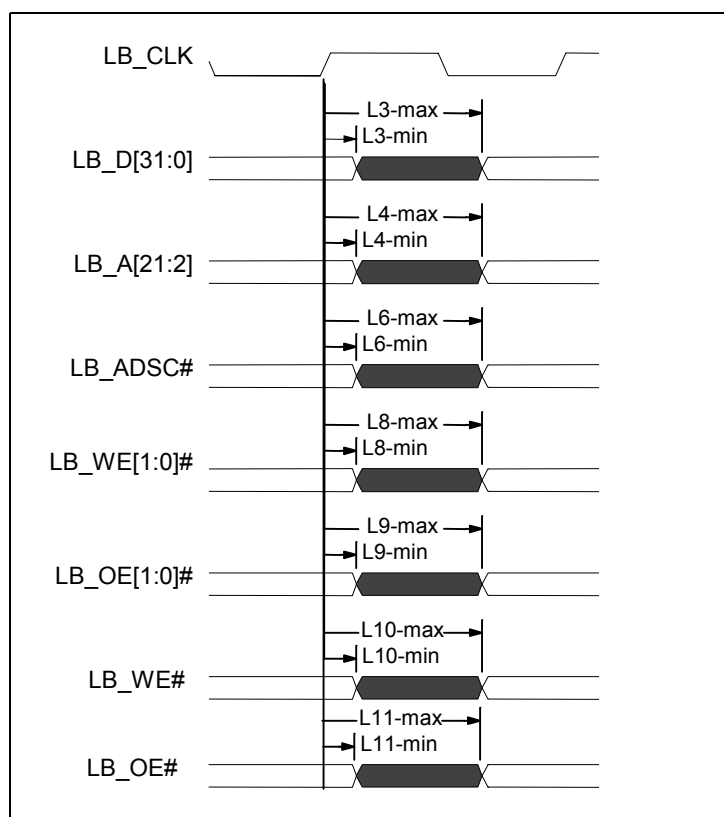 LB_CLK
L3-max
L3-min
LB_D[31:0]
L4-max
L4-min
LB_A[21:2]
L6-max
L6-min
LB_ADSC#
L8-max
L8-min
LB_WE[1:0]#
L9-max
L9-min
LB_OE[1:0]#
L10-max
L10-min
LB_WE#
L11-max
L11-min
LB_OE#